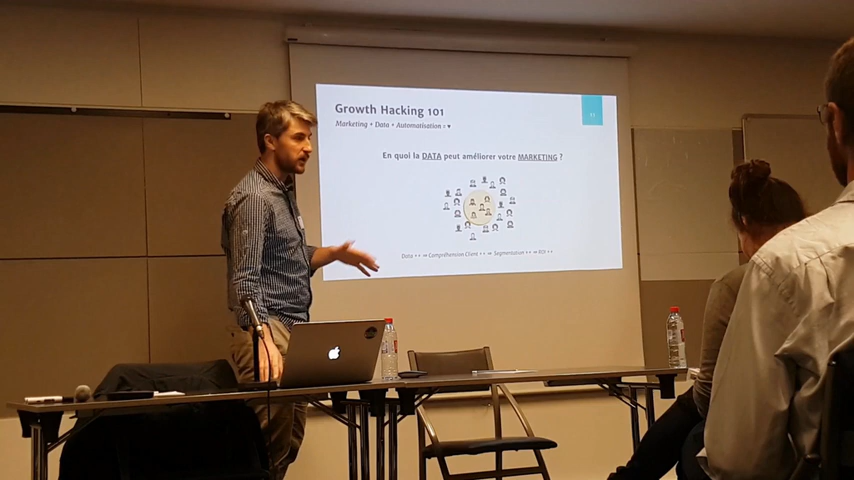 Growth Hacking 101
Marketing + Data + Automatisation = ♥
11
En quoi la DATA peut améliorer votre MARKETING ?
Data ++ ⇒ Compréhension Client ++ ⇒ Segmentation ++ ⇒ ROI ++